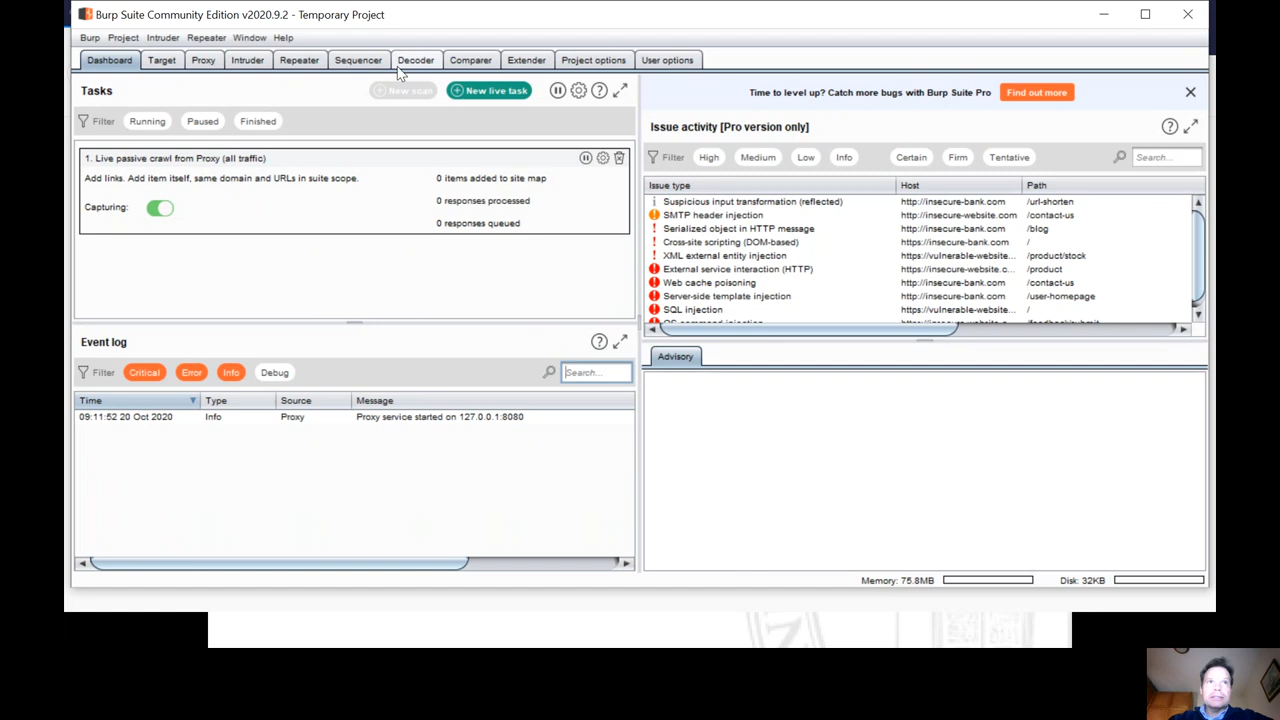 Burp Suite Community Edition v2020.9.2 - Temporary Project
Burp Project Intruder Repeater Window Help
Dashboard Target Proxy Intruder Repeater Sequencer Decoder Comparer Extender Project options User options
Tasks New scan New live task
Filter Running Paused Finished
1. Live passive crawl from Proxy (all traffic)
Add links. Add item itself, same domain and URLs in suite scope. 0 items added to site map
0 responses processed
Capturing:
0 responses queued
Event log
Filter Critical Error Info Debug Search...
Time Type Source Message
09:11:52 20 Oct 2020 Info Proxy Proxy service started on 127.0.0.1:8080
Time to level up? Catch more bugs with Burp Suite Pro Find out more
Issue activity [Pro version only]
Filter High Medium Low Info Certain Firm Tentative Search...
Issue type Host Path
Suspicious input transformation (reflected) http://insecure-bank.com /url-shorten
SMTP header injection http://insecure-website.com /contact-us
Serialized object in HTTP message http://insecure-bank.com /blog
Cross-site scripting (DOM-based) https://insecure-bank.com /
XML external entity injection https://vulnerable-website... /product/stock
External service interaction (HTTP) https://insecure-website.c... /product
Web cache poisoning http://insecure-bank.com /contact-us
Server-side template injection http://insecure-bank.com /user-homepage
SQL injection https://vulnerable-website... /
Advisory
Memory: 75.8MB Disk: 32KB